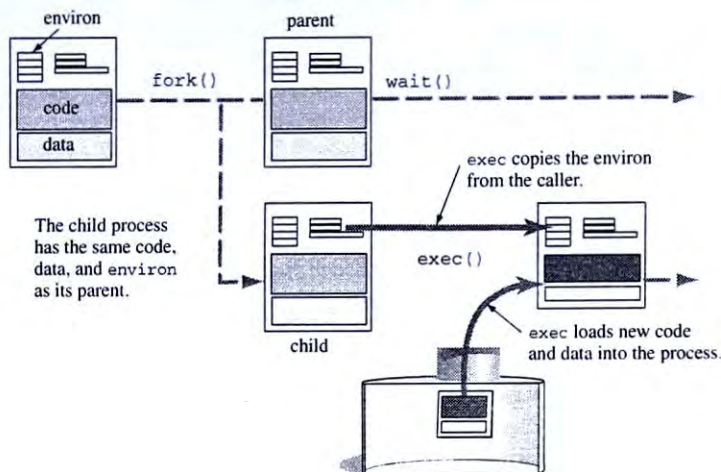 environ
parent
fork()
wait()
code
data
exec copies the environ
from the caller.
The child process
has the same code,
data, and environ
as its parent.
exec()
child
exec loads new code
and data into the process.